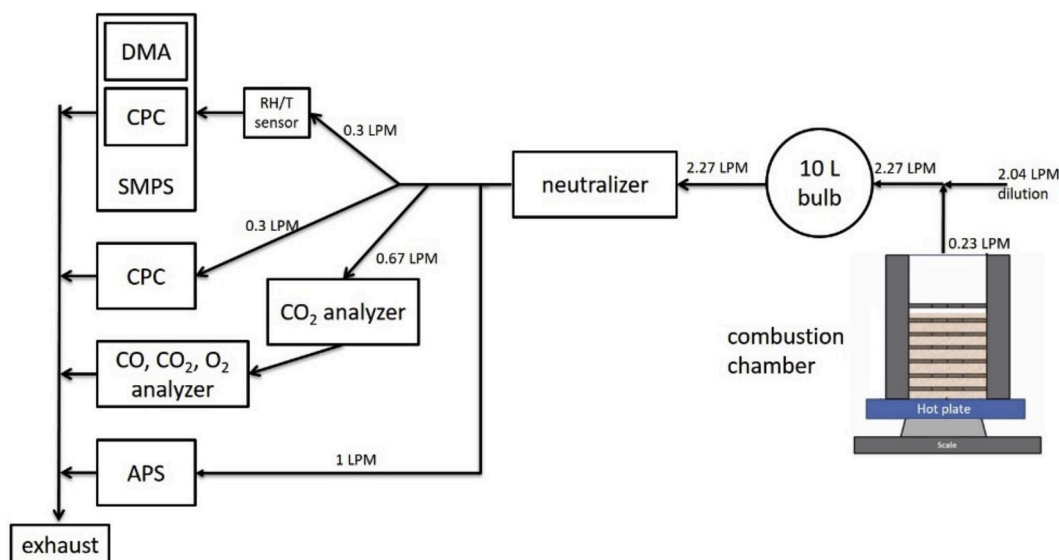 DMA
CPC
SMPS
RH/T
sensor
0.3 LPM
neutralizer
2.27 LPM
10 L
bulb
2.27 LPM
2.04 LPM
dilution
0.23 LPM
0.3 LPM
CPC
0.67 LPM
CO₂ analyzer
CO, CO₂, O₂
analyzer
combustion
chamber
Hot plate
Scale
APS
1 LPM
exhaust